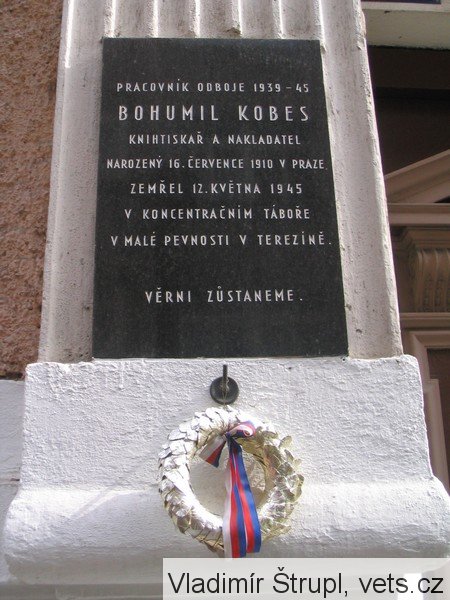 PRACOVNÍK ODBOJE 1939-45
BOHUMIL KOBES
KNIHTISKAŘ A NAKLADATEL
NAROZENÝ 16. ČERVENCE 1910 V PRAZE.
ZEMŘEL 12. KVĚTNA 1945
V KONCENTRAČNÍM TÁBOŘE
V MALÉ PEVNOSTI V TEREZÍNĚ.
VĚRNI ZŮSTANEME.
Vladimír Štrupl, vets.cz